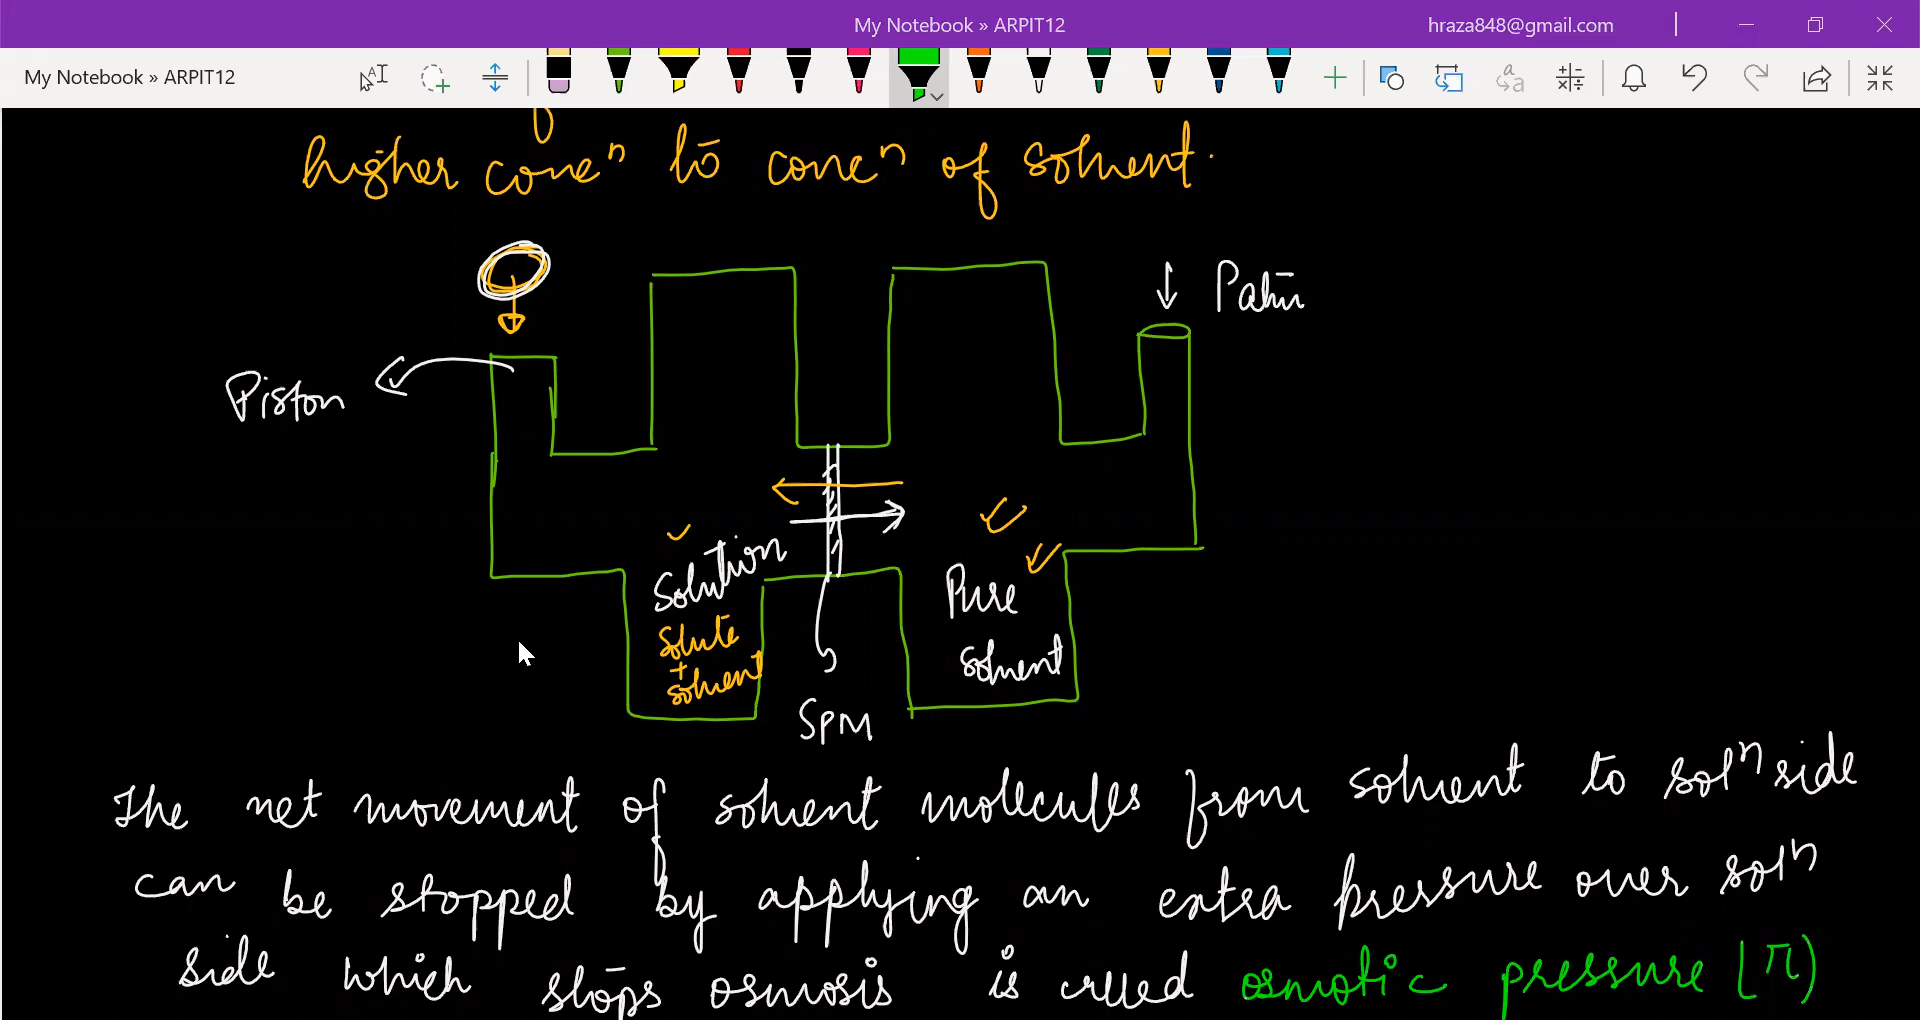 My Notebook » ARPIT12
hraza848@gmail.com
My Notebook » ARPIT12
higher concⁿ to concⁿ of solvent.
Piston
Patm
Solution
solute
+
solvent
Pure
solvent
SPM
The net movement of solvent molecules from solvent to solⁿ side
can be stopped by applying an extra pressure over solⁿ
side which stops osmosis is called osmotic pressure (π)